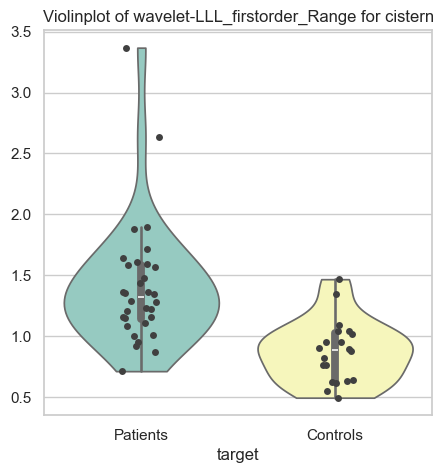 Violinplot of wavelet-LLL_firstorder_Range for cistern
3.5
3.0
2.5
2.0
1.5
1.0
0.5
Patients
Controls
target